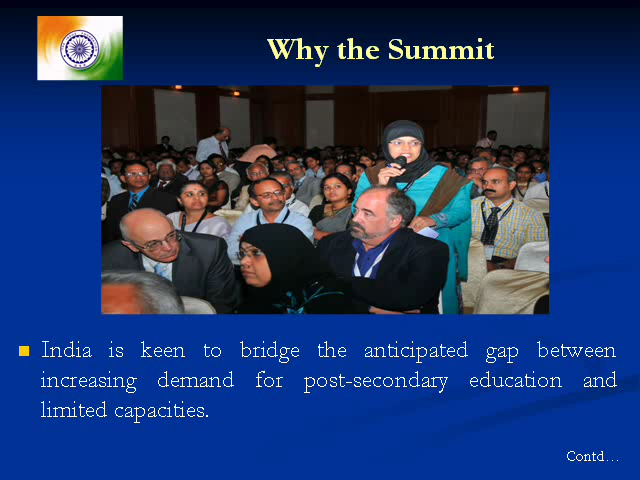 Why the Summit
India is keen to bridge the anticipated gap between
increasing demand for post-secondary education and
limited capacities.
Contd…